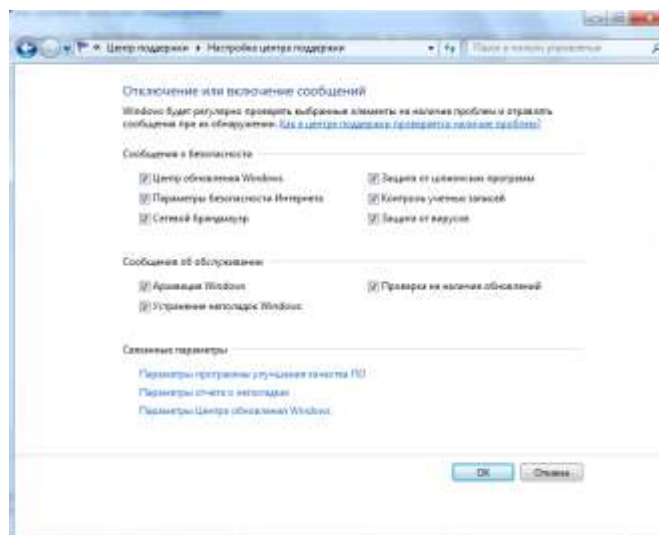 « Центр поддержки ▸ Настройка центра поддержки
Поиск в панели управления
Отключение или включение сообщений
Windows будет регулярно проверять выбранные элементы на наличие проблем и отправлять
сообщения при их обнаружении. Как в центре поддержки проверяется наличие проблем?
Сообщения о безопасности
Центр обновления Windows
Защита от шпионских программ
Параметры безопасности Интернета
Контроль учетных записей
Сетевой брандмауэр
Защита от вирусов
Сообщения об обслуживании
Архивация Windows
Проверка на наличие обновлений
Устранение неполадок Windows
Связанные параметры
Параметры программы улучшения качества ПО
Параметры отчета о неполадках
Параметры Центра обновления Windows
ОК
Отмена